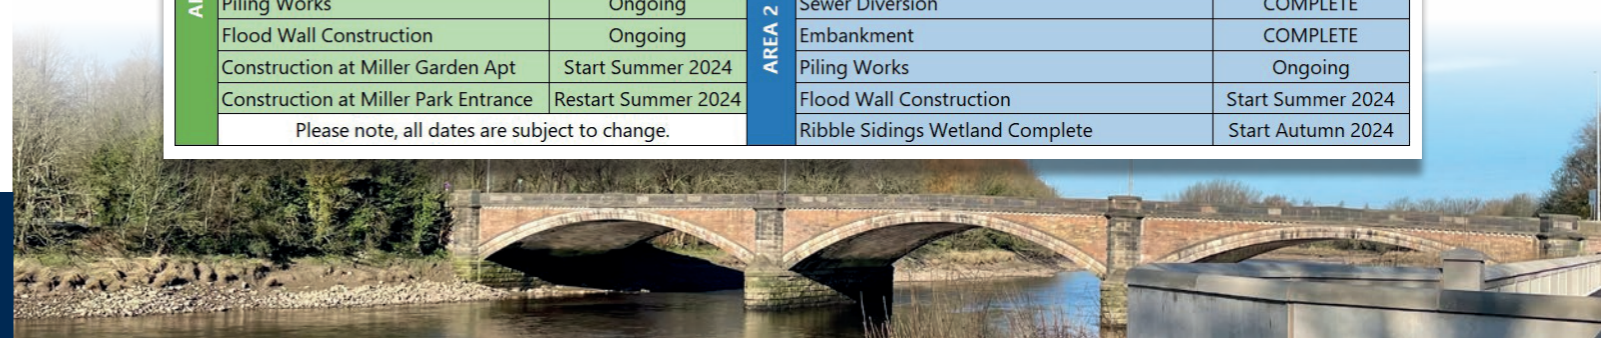 Piling Works Ongoing
Flood Wall Construction Ongoing
Construction at Miller Garden Apt Start Summer 2024
Construction at Miller Park Entrance Restart Summer 2024
Please note, all dates are subject to change.
AREA 2
Sewer Diversion COMPLETE
Embankment COMPLETE
Piling Works Ongoing
Flood Wall Construction Start Summer 2024
Ribble Sidings Wetland Complete Start Autumn 2024